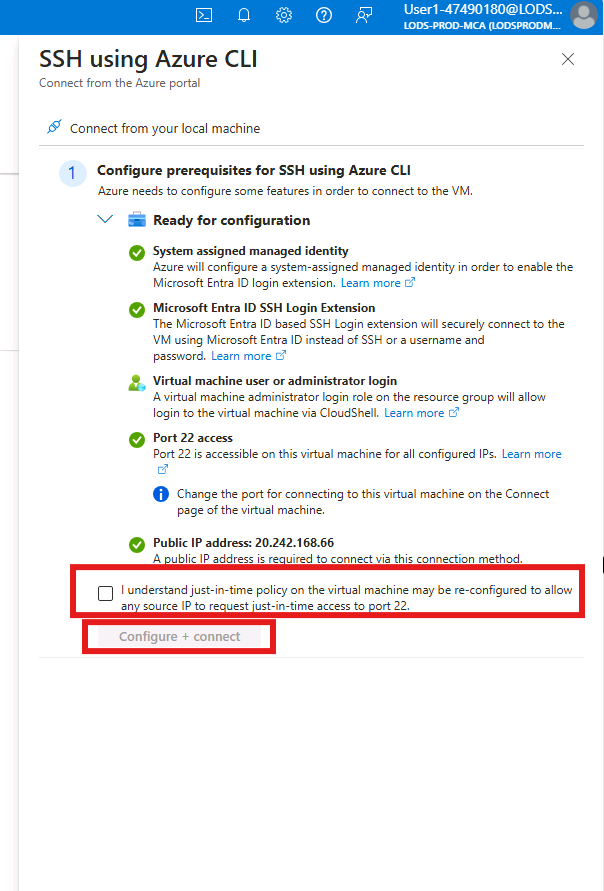 User1-47490180@LODS...
LODS-PROD-MCA (LODSPRODM...
SSH using Azure CLI
Connect from the Azure portal
Connect from your local machine
1 Configure prerequisites for SSH using Azure CLI
Azure needs to configure some features in order to connect to the VM.
Ready for configuration
System assigned managed identity
Azure will configure a system-assigned managed identity in order to enable the
Microsoft Entra ID login extension. Learn more
Microsoft Entra ID SSH Login Extension
The Microsoft Entra ID based SSH Login extension will securely connect to the
VM using Microsoft Entra ID instead of SSH or a username and
password. Learn more
Virtual machine user or administrator login
A virtual machine administrator login role on the resource group will allow
login to the virtual machine via CloudShell. Learn more
Port 22 access
Port 22 is accessible on this virtual machine for all configured IPs. Learn more
Change the port for connecting to this virtual machine on the Connect
page of the virtual machine.
Public IP address: 20.242.168.66
A public IP address is required to connect via this connection method.
I understand just-in-time policy on the virtual machine may be re-configured to allow
any source IP to request just-in-time access to port 22.
Configure + connect